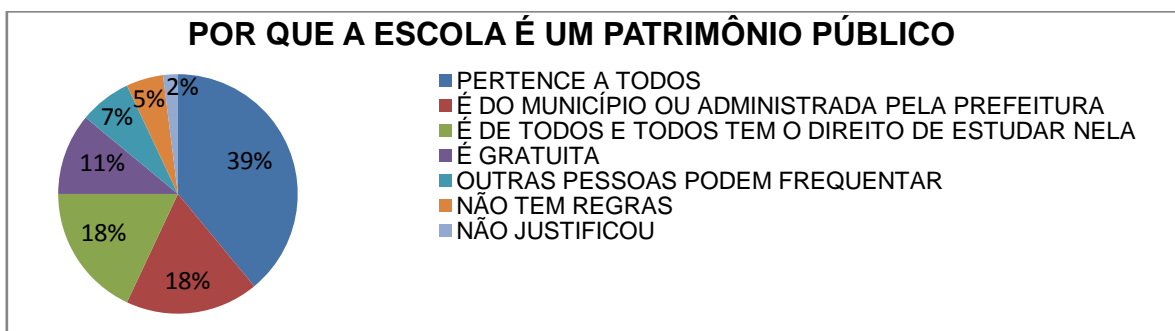 POR QUE A ESCOLA É UM PATRIMÔNIO PÚBLICO
PERTENCE A TODOS
É DO MUNICÍPIO OU ADMINISTRADA PELA PREFEITURA
É DE TODOS E TODOS TEM O DIREITO DE ESTUDAR NELA
É GRATUITA
OUTRAS PESSOAS PODEM FREQUENTAR
NÃO TEM REGRAS
NÃO JUSTIFICOU
39%
18%
18%
11%
7%
5%
2%